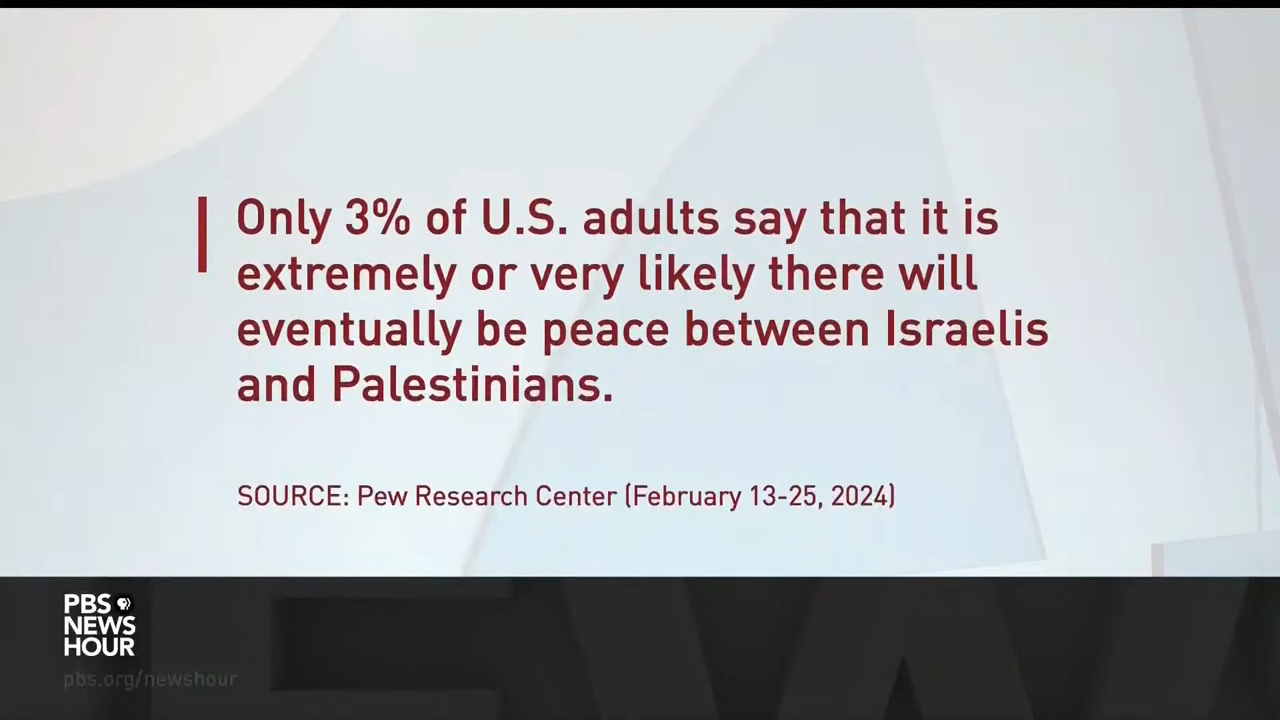 Only 3% of U.S. adults say that it is
extremely or very likely there will
eventually be peace between Israelis
and Palestinians.
SOURCE: Pew Research Center (February 13-25, 2024)
PBS
NEWS
HOUR
pbs.org/newshour